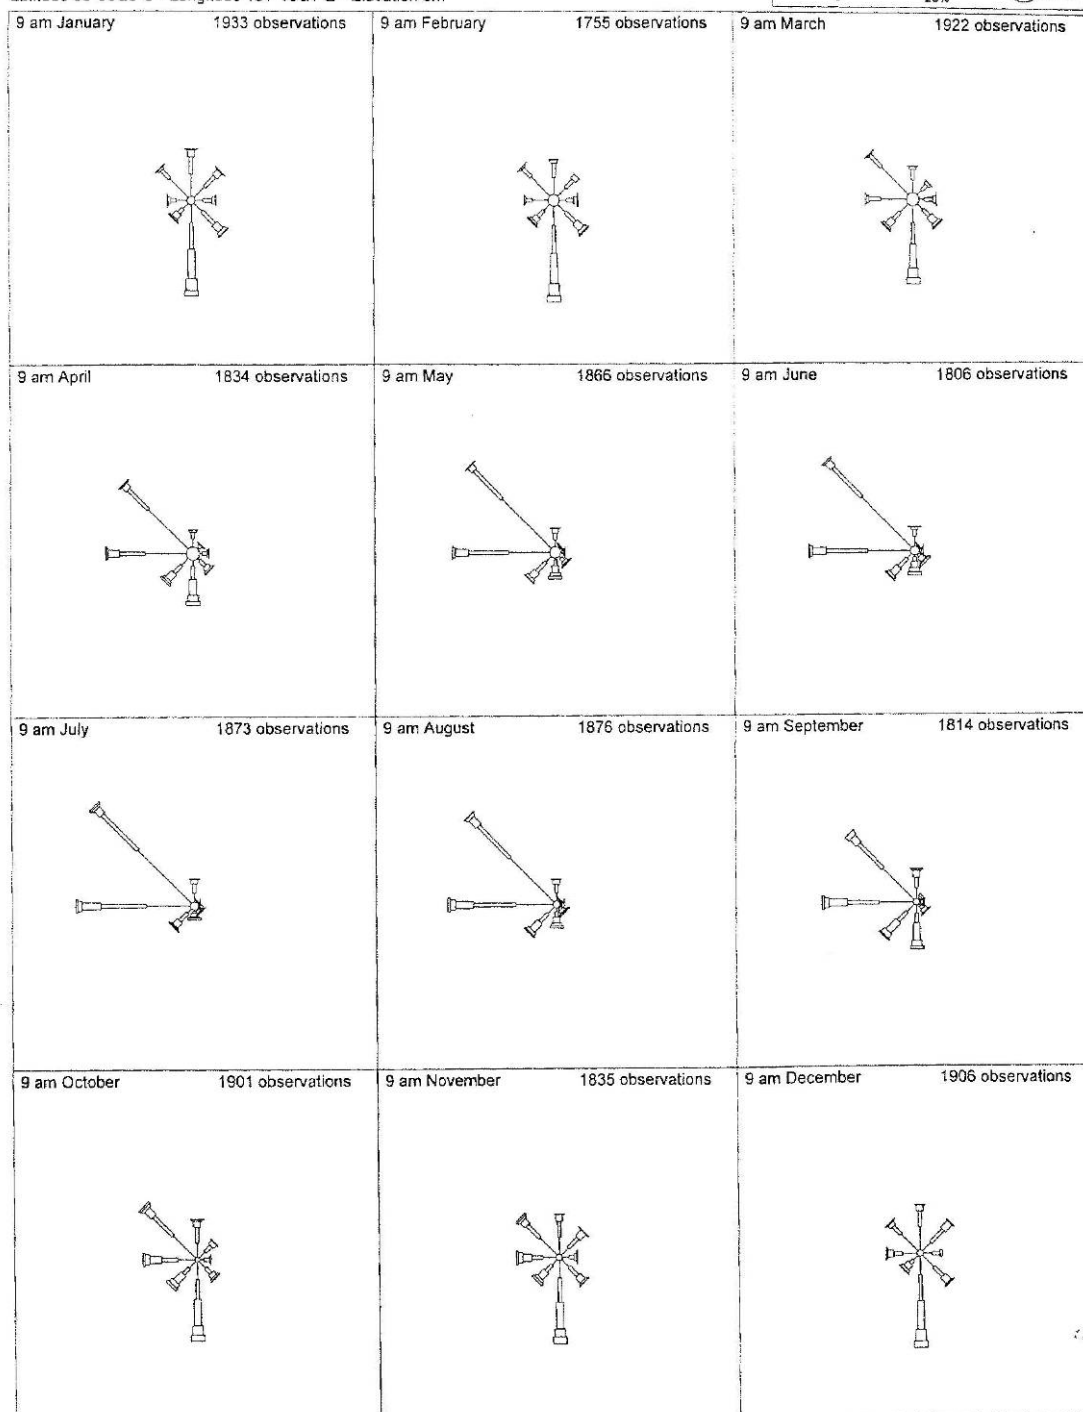 9 am January 1933 observations
9 am February 1755 observations
9 am March 1922 observations
9 am April 1834 observations
9 am May 1866 observations
9 am June 1806 observations
9 am July 1873 observations
9 am August 1876 observations
9 am September 1814 observations
9 am October 1901 observations
9 am November 1835 observations
9 am December 1906 observations